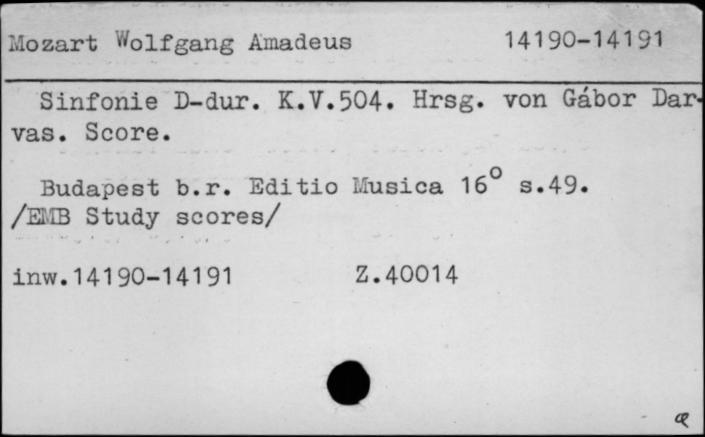 Mozart Wolfgang Amadeus 14190-14191
Sinfonie D-dur. K.V.504. Hrsg. von Gábor Dar-
vas. Score.
Budapest b.r. Editio Musica 16° s.49.
/EMB Study scores/
inw.14190-14191 Z.40014